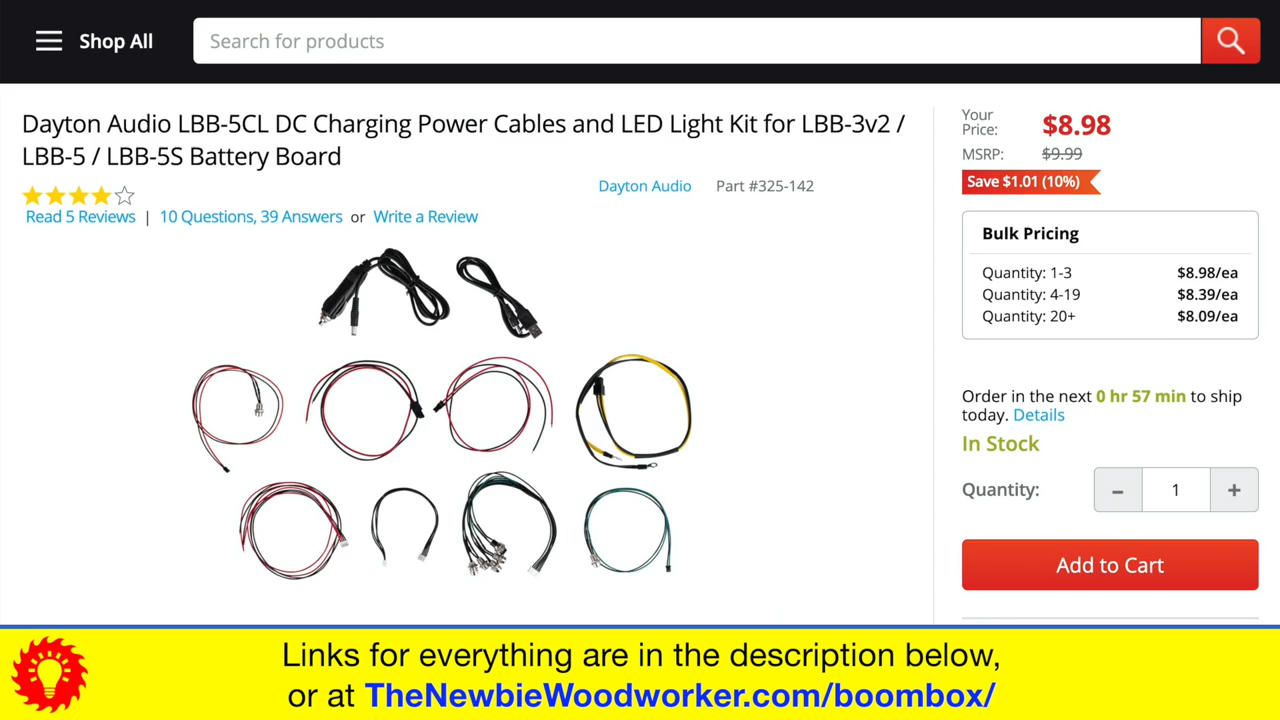 Shop All
Search for products
Dayton Audio LBB-5CL DC Charging Power Cables and LED Light Kit for LBB-3v2 /
LBB-5 / LBB-5S Battery Board
Dayton Audio Part #325-142
Read 5 Reviews | 10 Questions, 39 Answers or Write a Review
Your
Price: $8.98
MSRP: $9.99
Save $1.01 (10%)
Bulk Pricing
Quantity: 1-3 $8.98/ea
Quantity: 4-19 $8.39/ea
Quantity: 20+ $8.09/ea
Order in the next 0 hr 57 min to ship
today. Details
In Stock
Quantity: - 1 +
Add to Cart
Links for everything are in the description below,
or at TheNewbieWoodworker.com/boombox/